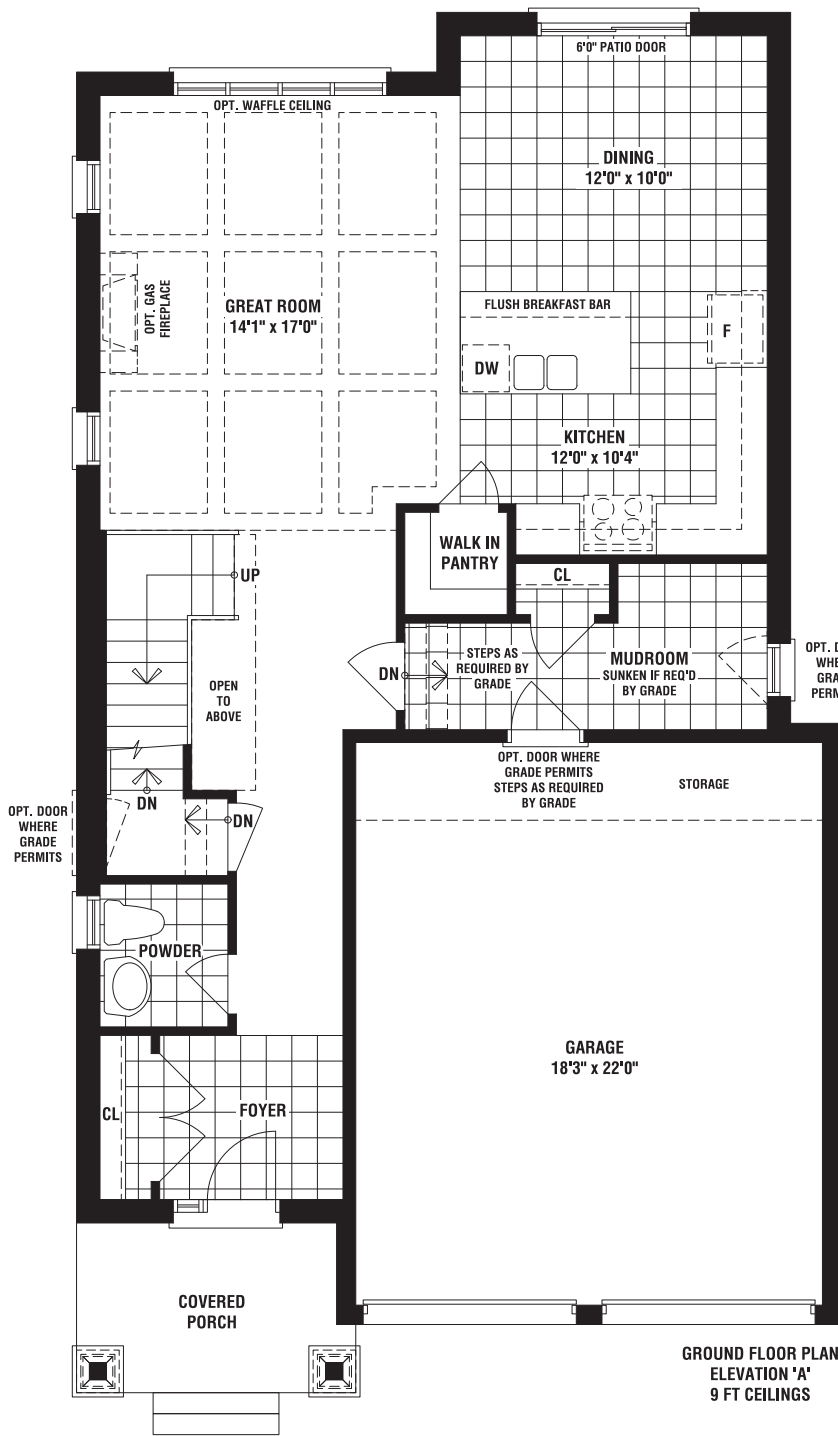 6'0" PATIO DOOR
OPT. WAFFLE CEILING
DINING
12'0" x 10'0"
OPT. GAS
FIREPLACE
GREAT ROOM
14'1" x 17'0"
FLUSH BREAKFAST BAR
F
DW
KITCHEN
12'0" x 10'4"
WALK IN
PANTRY
CL
UP
STEPS AS
REQUIRED BY
GRADE
MUDROOM
SUNKEN IF REQ'D
BY GRADE
DN
OPT. D
WHE
GRA
PERM
OPEN
TO
ABOVE
OPT. DOOR WHERE
GRADE PERMITS
STEPS AS REQUIRED
BY GRADE
STORAGE
DN
DN
OPT. DOOR
WHERE
GRADE
PERMITS
POWDER
GARAGE
18'3" x 22'0"
CL
FOYER
COVERED
PORCH
GROUND FLOOR PLAN
ELEVATION 'A'
9 FT CEILINGS